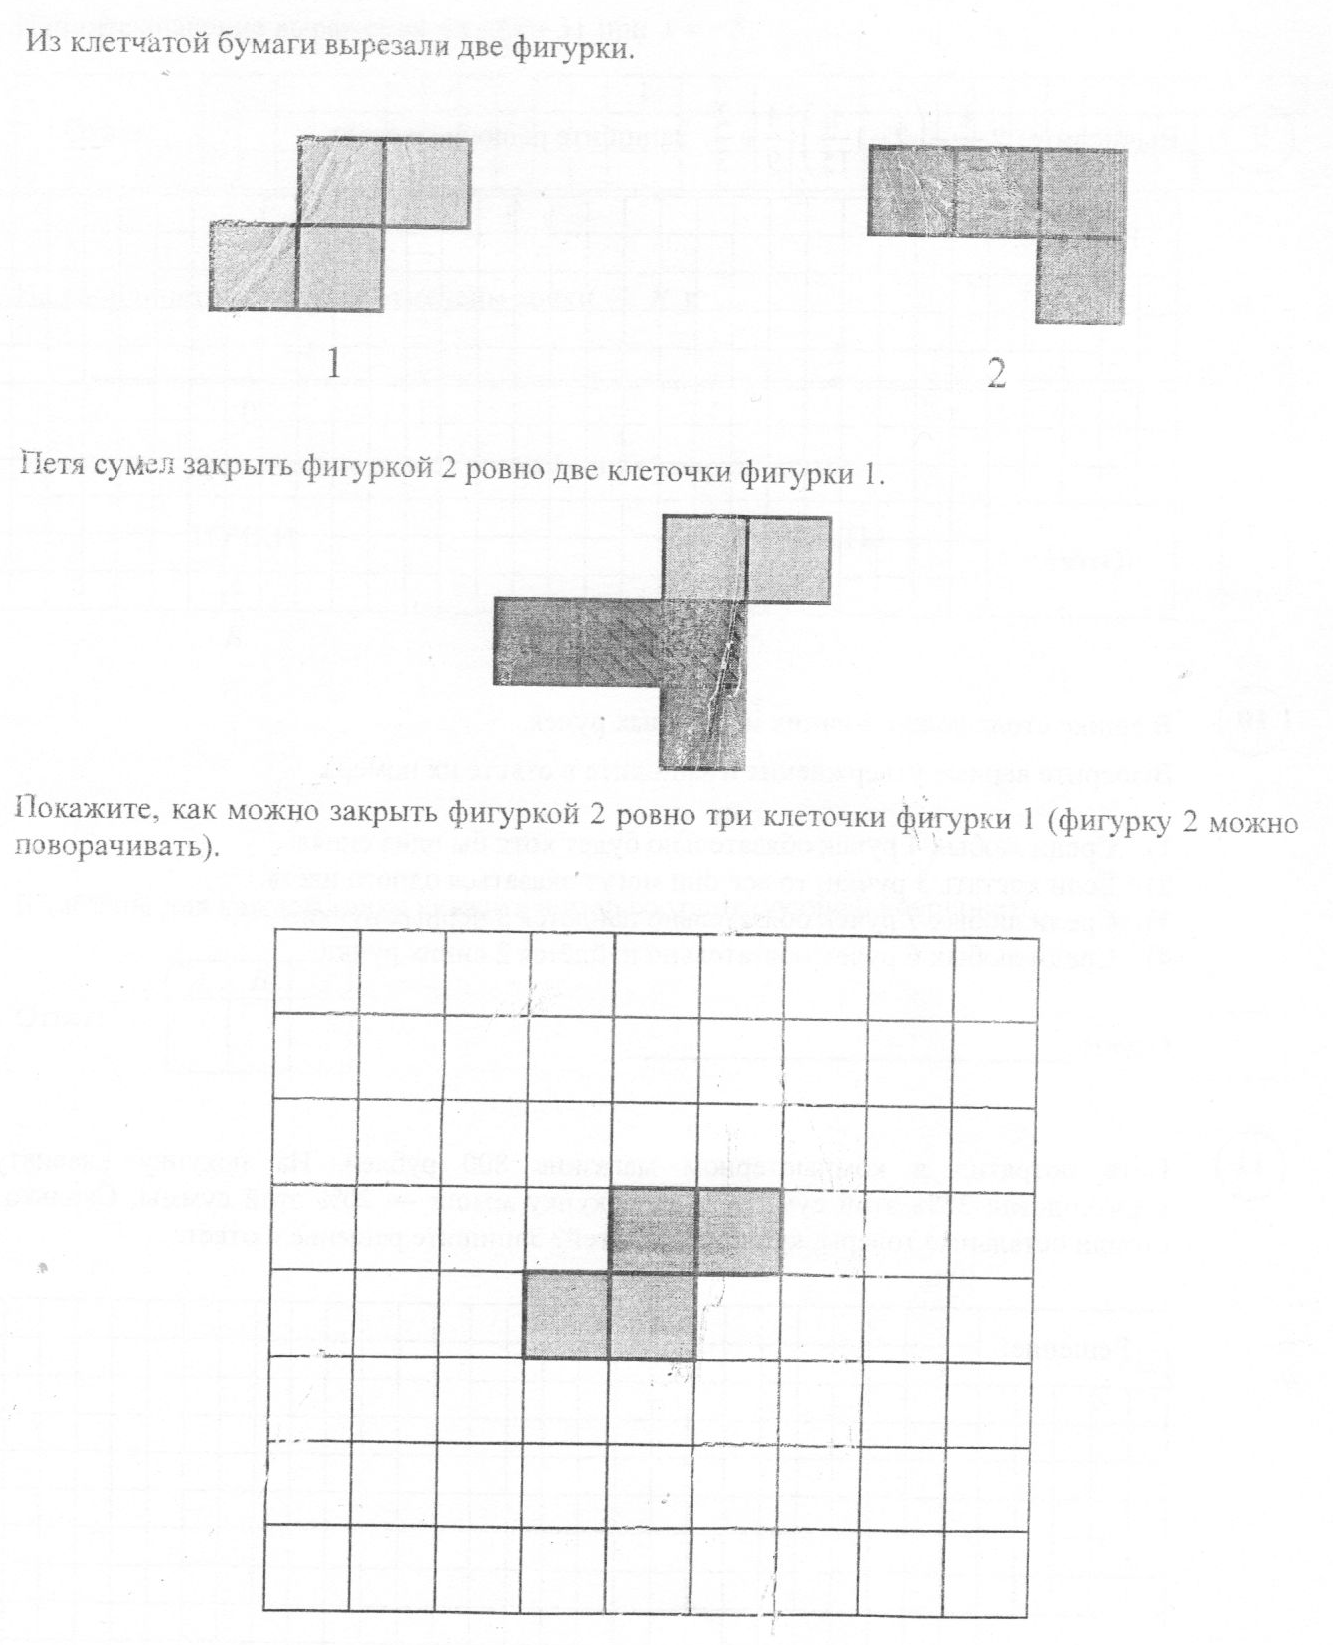 Из клетчатой бумаги вырезали две фигурки.
1
2
Петя сумел закрыть фигуркой 2 ровно две клеточки фигурки 1.
Покажите, как можно закрыть фигуркой 2 ровно три клеточки фигурки 1 (фигурку 2 можно
поворачивать).